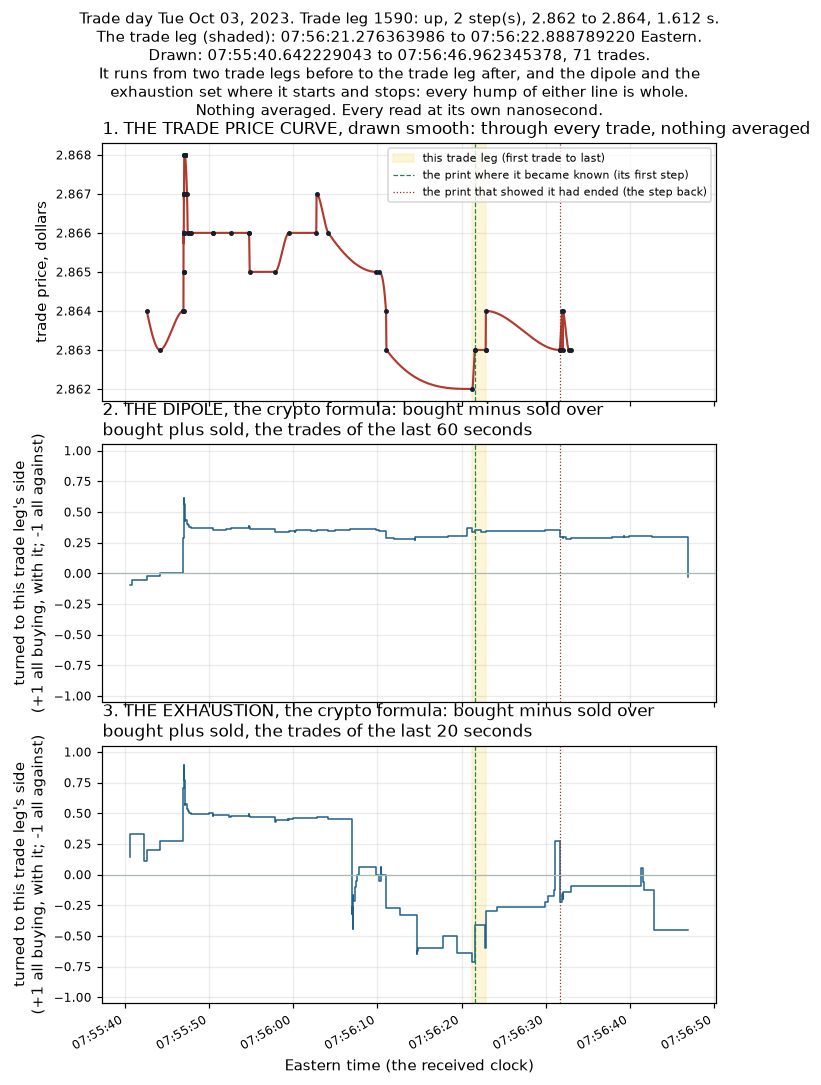 Trade day Tue Oct 03, 2023. Trade leg 1590: up, 2 step(s), 2.862 to 2.864, 1.612 s.
The trade leg (shaded): 07:56:21.276363986 to 07:56:22.888789220 Eastern.
Drawn: 07:55:40.642229043 to 07:56:46.962345378, 71 trades.
It runs from two trade legs before to the trade leg after, and the dipole and the
exhaustion set where it starts and stops: every hump of either line is whole.
Nothing averaged. Every read at its own nanosecond.
1. THE TRADE PRICE CURVE, drawn smooth: through every trade, nothing averaged
this trade leg (first trade to last)
the print where it became known (its first step)
the print that showed it had ended (the step back)
trade price, dollars
2.868
2.867
2.866
2.865
2.864
2.863
2.862
2. THE DIPOLE, the crypto formula: bought minus sold over
bought plus sold, the trades of the last 60 seconds
turned to this trade leg's side
(+1 all buying, with it; -1 all against)
1.00
0.75
0.50
0.25
0.00
−0.25
−0.50
−0.75
−1.00
3. THE EXHAUSTION, the crypto formula: bought minus sold over
bought plus sold, the trades of the last 20 seconds
turned to this trade leg's side
(+1 all buying, with it; -1 all against)
1.00
0.75
0.50
0.25
0.00
−0.25
−0.50
−0.75
−1.00
07:55:40
07:55:50
07:56:00
07:56:10
07:56:20
07:56:30
07:56:40
07:56:50
Eastern time (the received clock)